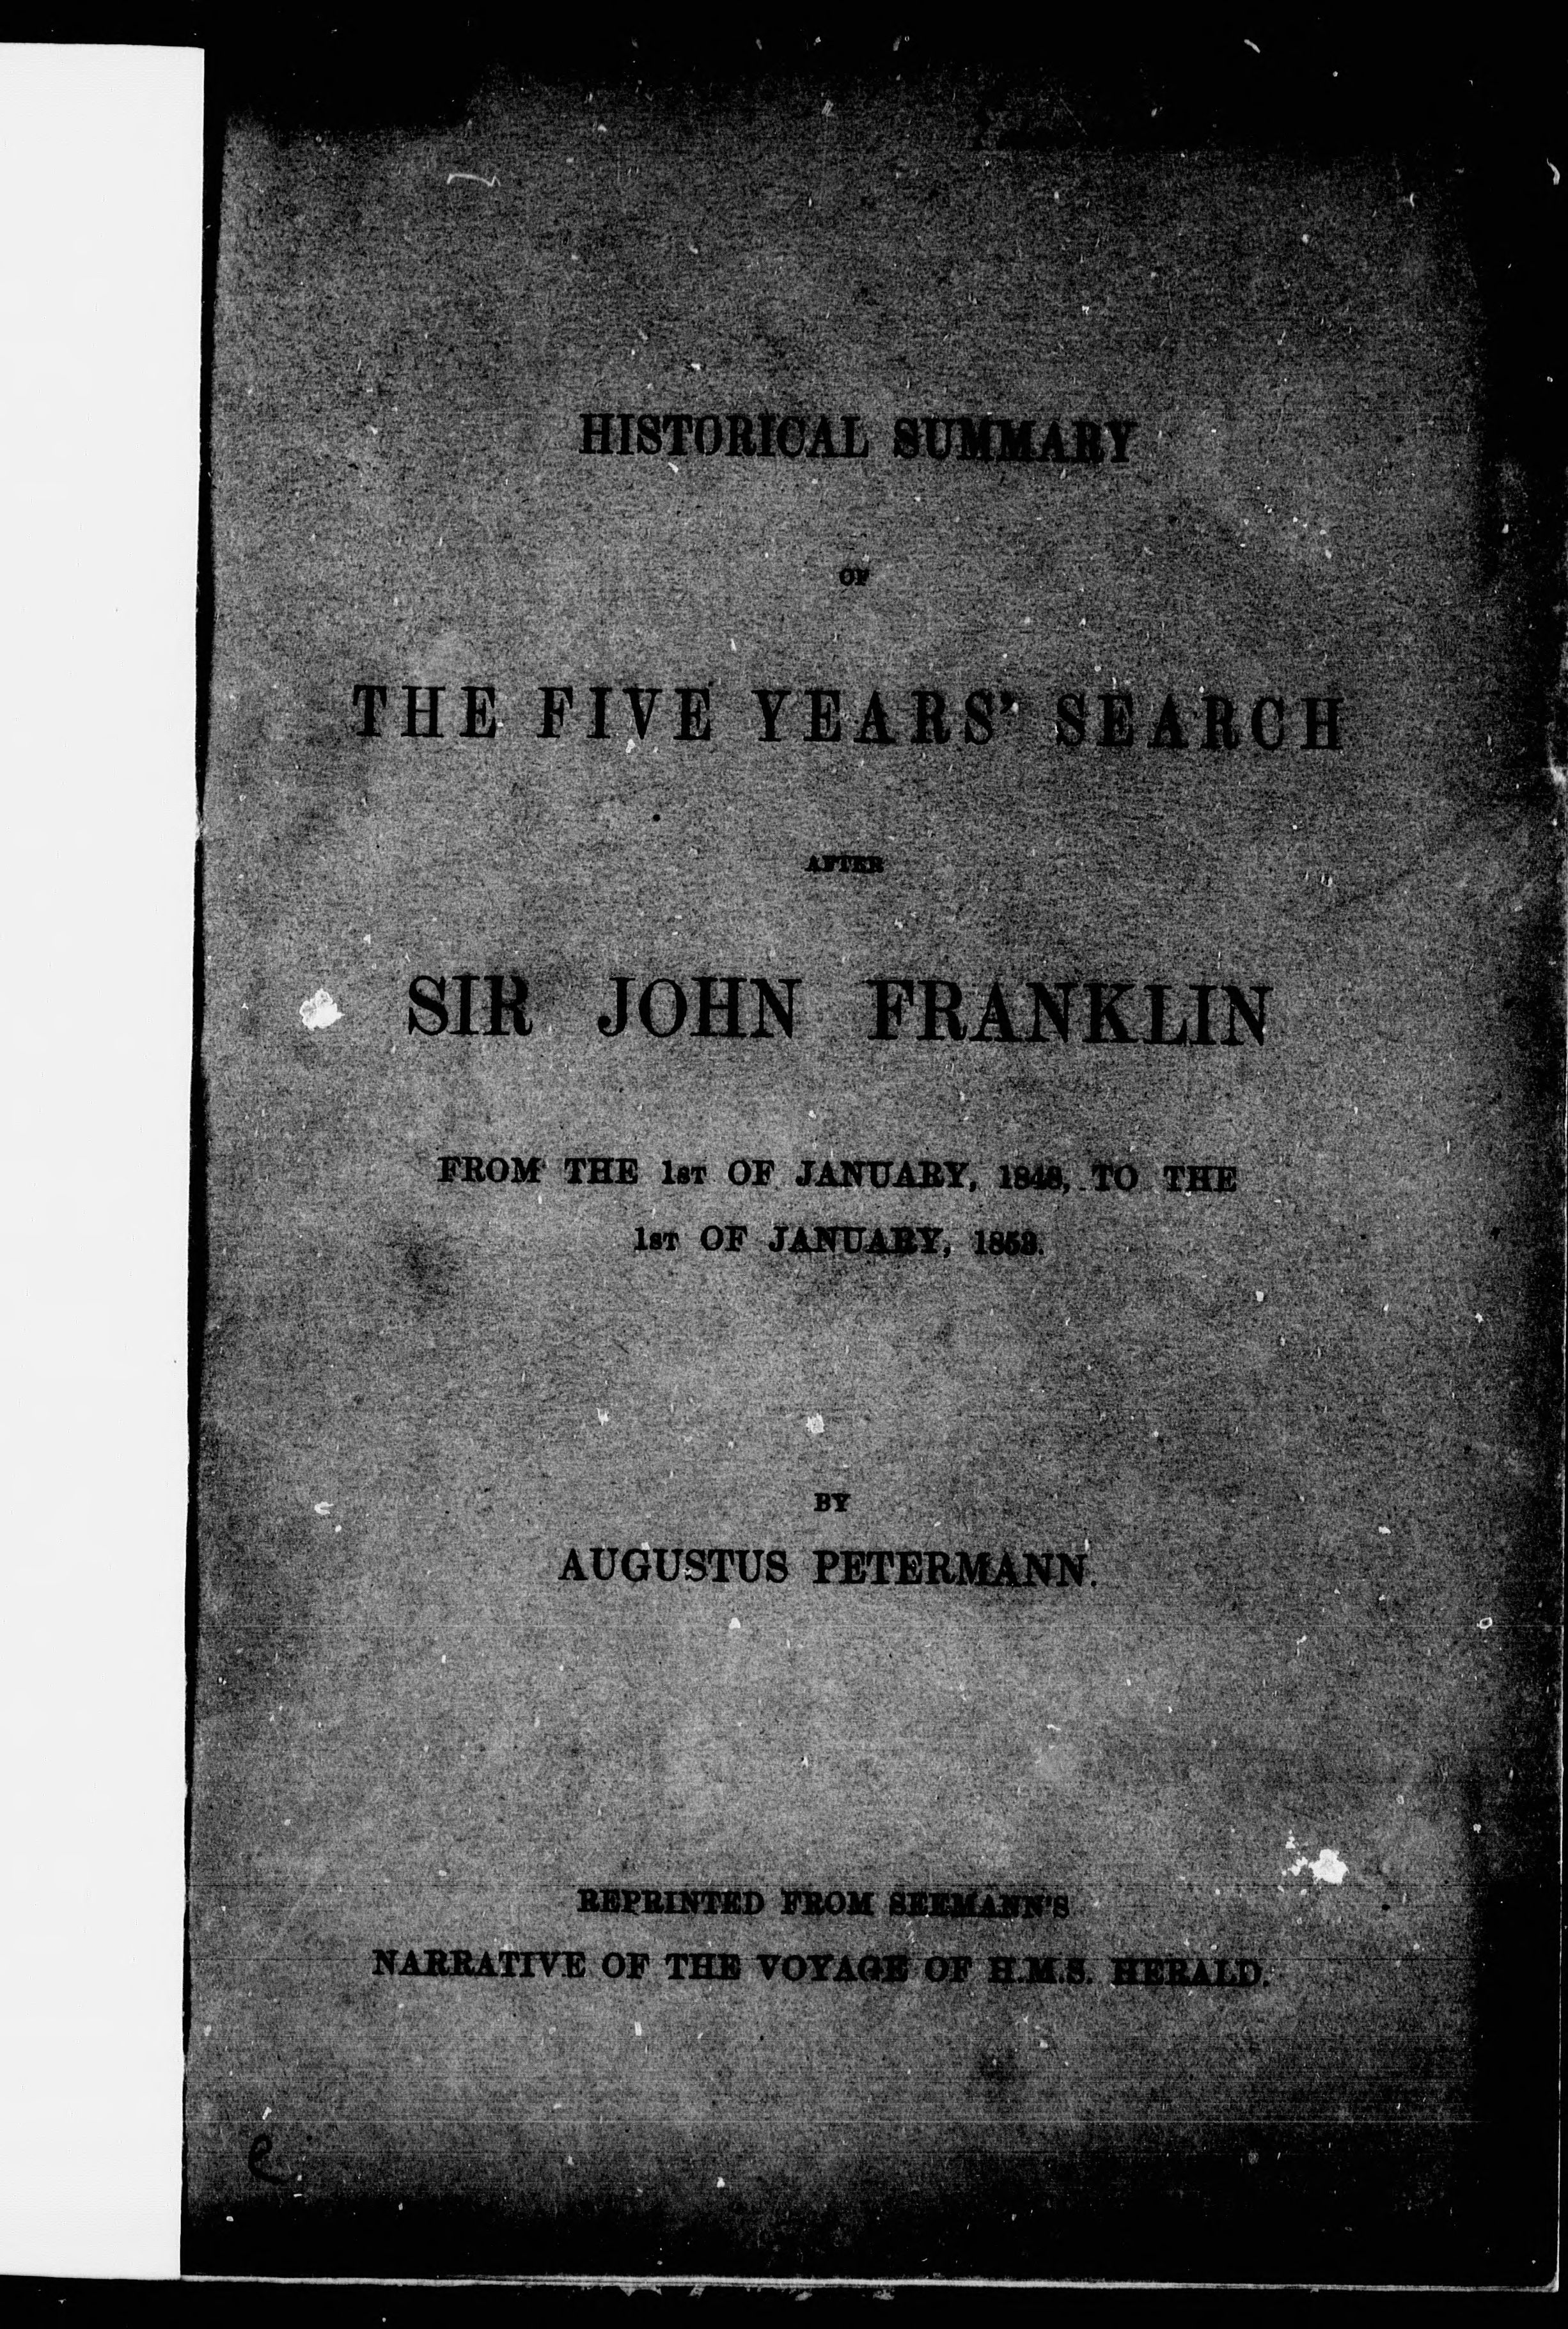 HISTORICAL SUMMARY
OF
THE FIVE YEARS' SEARCH
AFTER
SIR JOHN FRANKLIN
FROM THE 1ST OF JANUARY, 1848, TO THE
1ST OF JANUARY, 1853.
BY
AUGUSTUS PETERMANN.
REPRINTED FROM SEEMANN'S
NARRATIVE OF THE VOYAGE OF H.M.S. HERALD.
e